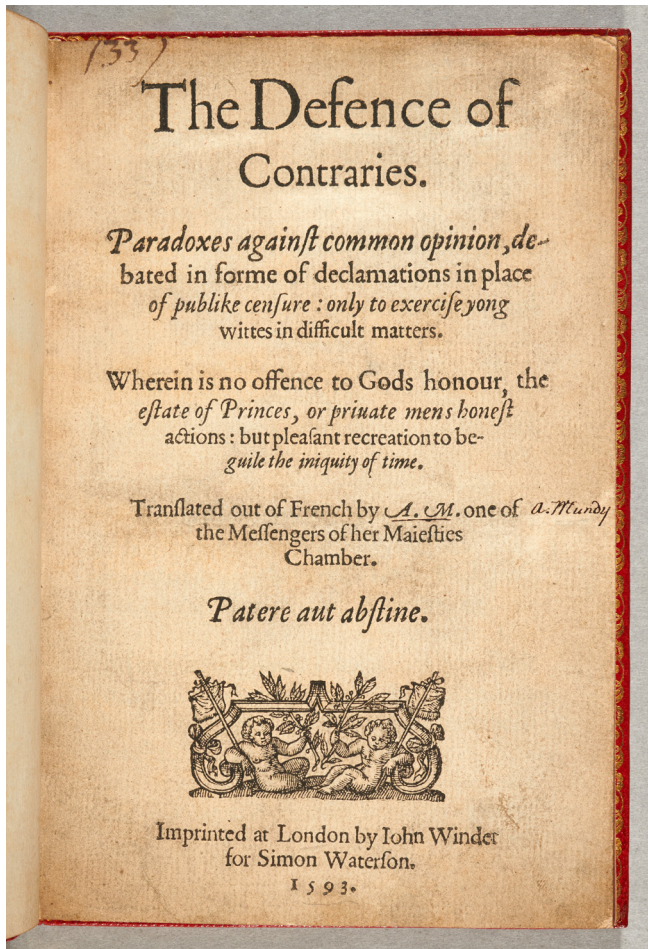 (337)
The Defence of
Contraries.
Paradoxes againſt common opinion, de-
bated in forme of declamations in place
of publike cenſure : only to exerciſe yong
wittes in difficult matters.
Wherein is no offence to Gods honour, the
eſtate of Princes, or priuate mens honeſt
actions : but pleaſant recreation to be-
guile the iniquity of time.
Tranſlated out of French by A. M. one of a. Mundy
the Meſſengers of her Maieſties
Chamber.
Patere aut abſtine.
Imprinted at London by Iohn Winder
for Simon Waterſon.
1593.